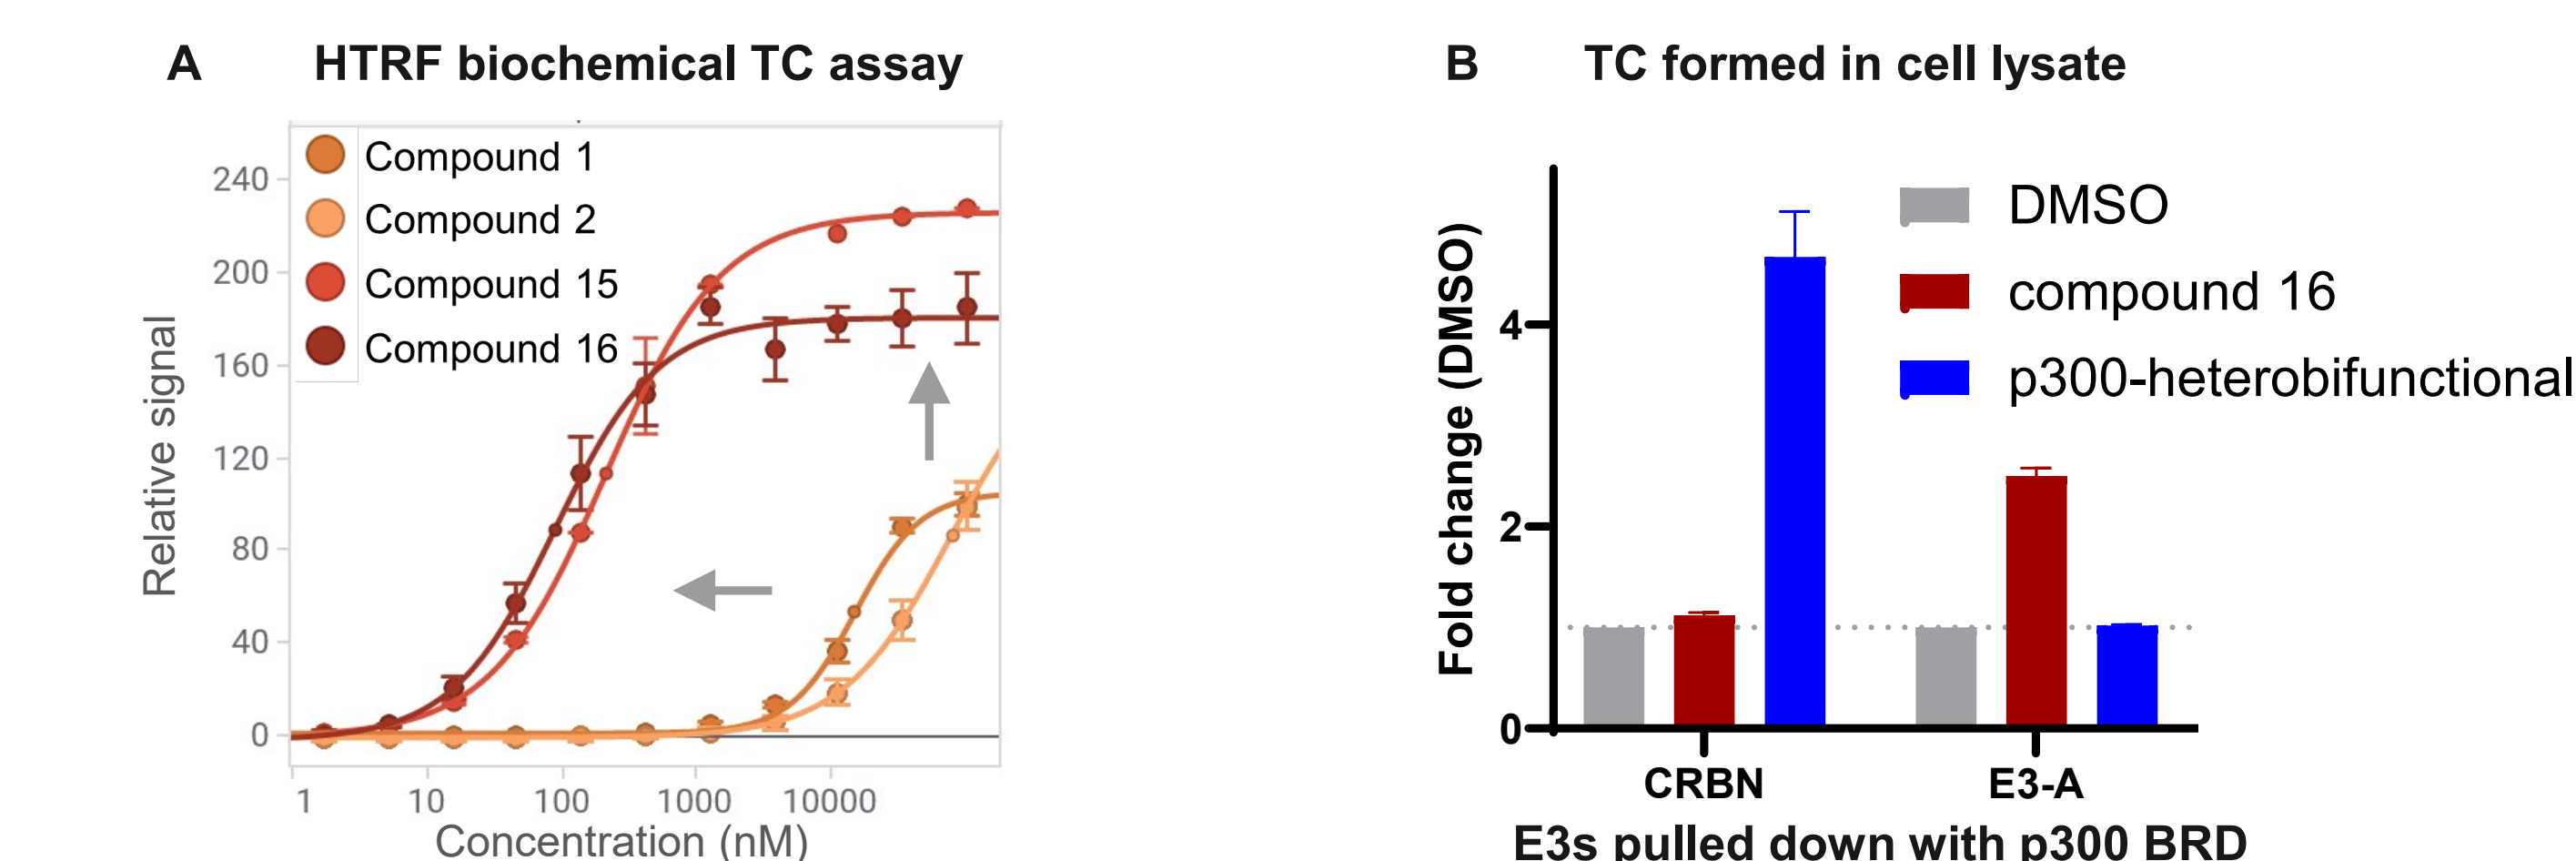 A HTRF biochemical TC assay
Compound 1
Compound 2
Compound 15
Compound 16
Relative signal
240
200
160
120
80
40
0
1 10 100 1000 10000
Concentration (nM)
B TC formed in cell lysate
DMSO
compound 16
p300-heterobifunctional
Fold change (DMSO)
4
2
0
CRBN E3-A
E3s pulled down with p300 BRD